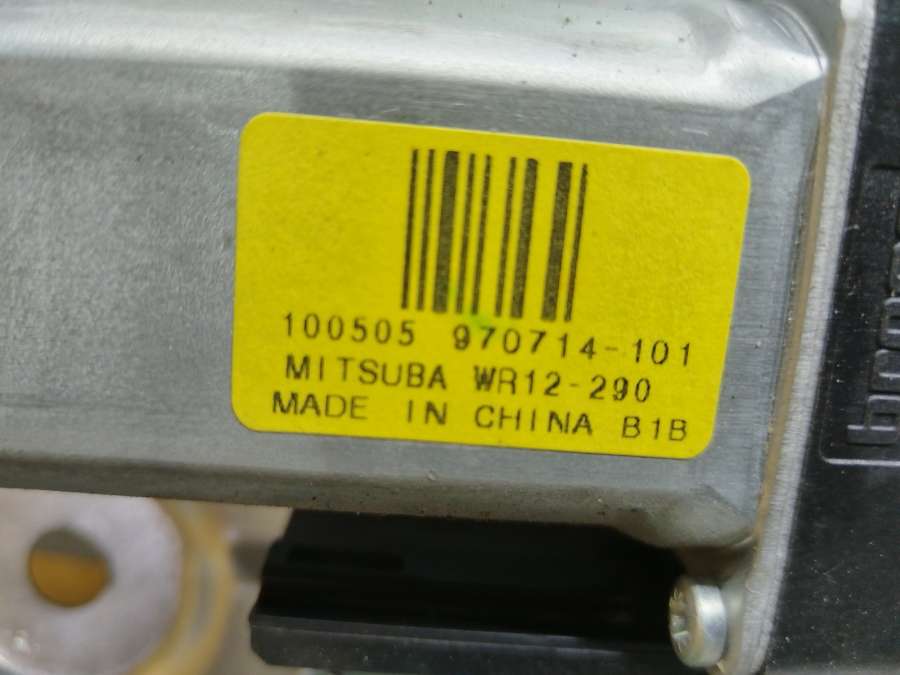 100505 970714-101
MITSUBA WR12-290
MADE IN CHINA B1B